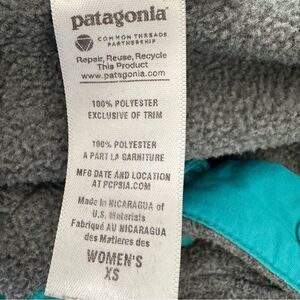 patagonia®
COMMON THREADS
PARTNERSHIP
Repair, Reuse, Recycle
This Product
www.patagonia.com
100% POLYESTER
EXCLUSIVE OF TRIM
100% POLYESTER
A PART LA GARNITURE
MFG DATE AND LOCATION
AT PCPSIA.COM
Made in NICARAGUA of
U.S. Materials
Fabriqué AU NICARAGUA
des Matieres des
WOMEN'S
XS